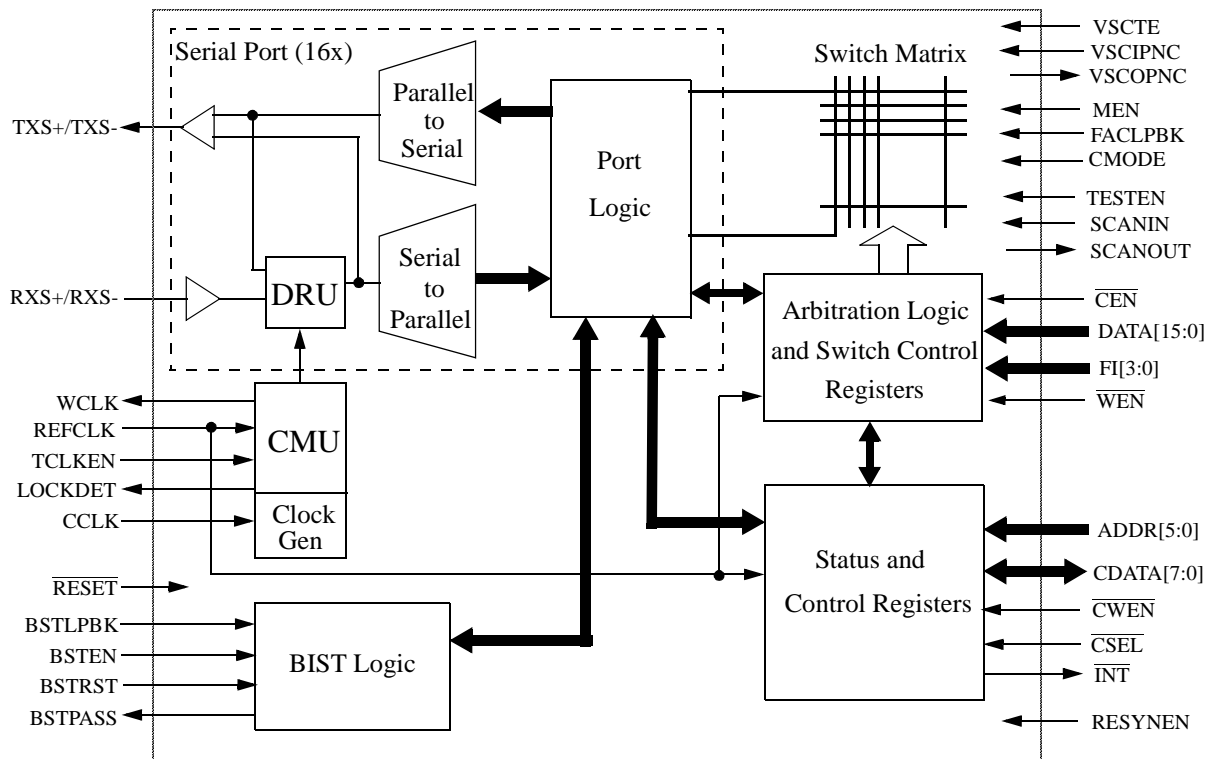 Serial Port (16x)
Parallel
to
Serial
TXS+/TXS-
Port
Logic
Switch Matrix
Serial
to
Parallel
RXS+/RXS-
DRU
Arbitration Logic
and Switch Control
Registers
WCLK
REFCLK
TCLKEN
LOCKDET
CCLK
CMU
Clock
Gen
RESET
BSTLPBK
BSTEN
BSTRST
BSTPASS
BIST Logic
Status and
Control Registers
VSCTE
VSCIPNC
VSCOPNC
MEN
FACLPBK
CMODE
TESTEN
SCANIN
SCANOUT
CEN
DATA[15:0]
FI[3:0]
WEN
ADDR[5:0]
CDATA[7:0]
CWEN
CSEL
INT
RESYNEN